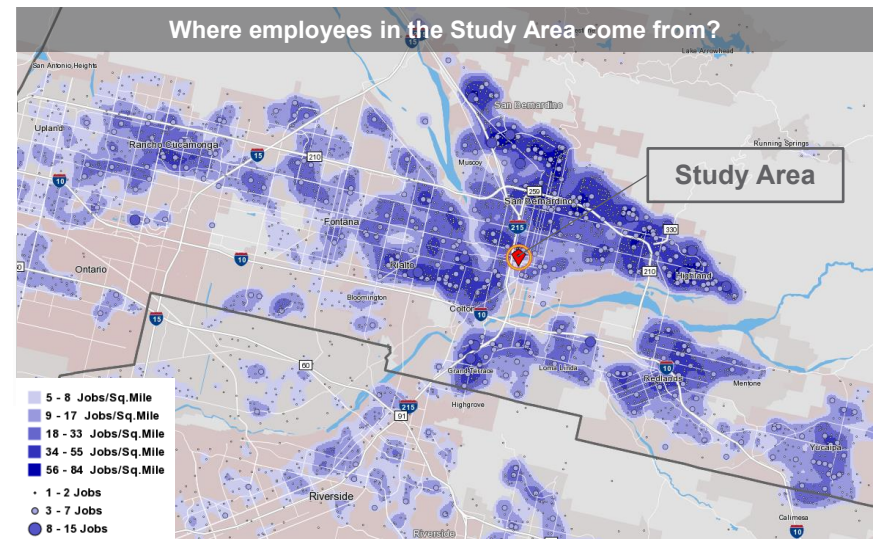 Where employees in the Study Area come from?
Lake Arrowhead
15
San Antonio Heights
San Bernardino
Upland
Rancho Cucamonga
Running Springs
15
210
Muscoy
10
Study Area
259
San Bernardino
Fontana
215
330
Ontario
10
Rialto
210
Highland
Bloomington
Colton
10
15
60
Grand Terrace
Loma Linda
10
Redlands
Mentone
215
91
Highgrove
Yucaipa
Riverside
Calimesa
Riverside
10
5 - 8 Jobs/Sq.Mile
9 - 17 Jobs/Sq.Mile
18 - 33 Jobs/Sq.Mile
34 - 55 Jobs/Sq.Mile
56 - 84 Jobs/Sq.Mile
1 - 2 Jobs
3 - 7 Jobs
8 - 15 Jobs